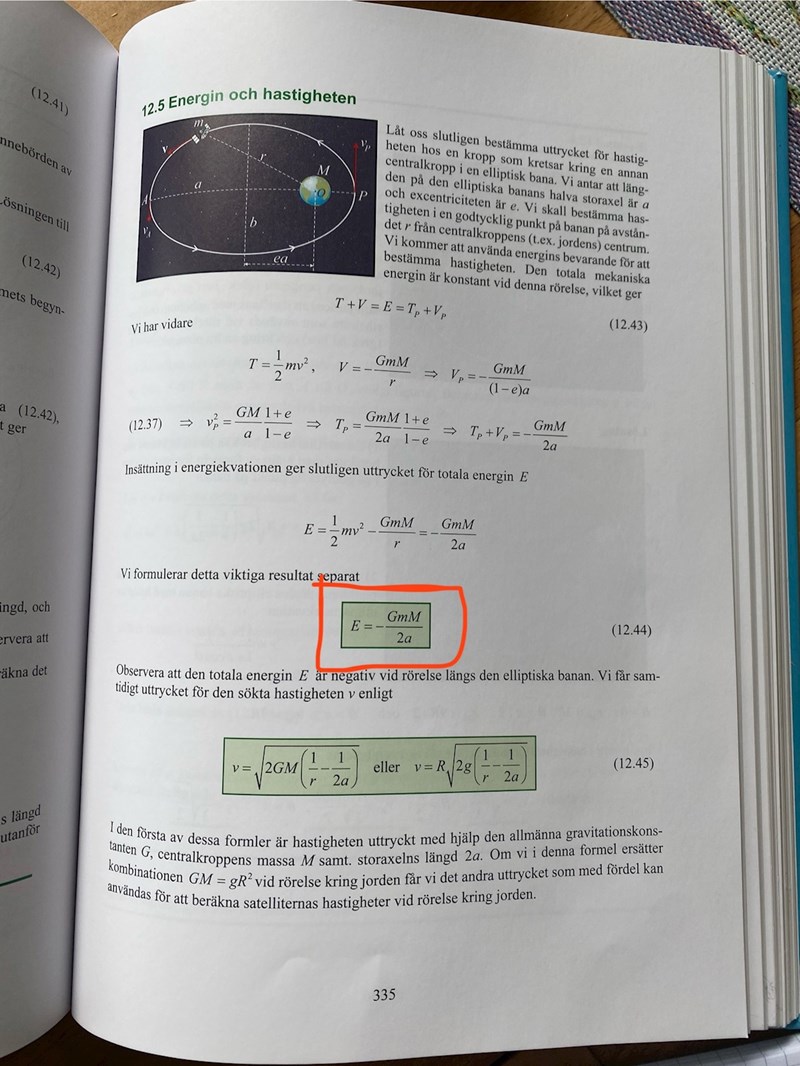 (12.41)
nnebörden av
Lösningen till
(12.42)
mets begyn-
a (12.42),
t ger
ngd, och
ervera att
räkna det
s längd
utanför
12.5 Energin och hastigheten
m
v
r
v_P
M
a
A
O
P
v_A
b
ea
Låt oss slutligen bestämma uttrycket för hastig-
heten hos en kropp som kretsar kring en annan
centralkropp i en elliptisk bana. Vi antar att läng-
den på den elliptiska banans halva storaxel är a
och excentriciteten är e. Vi skall bestämma has-
tigheten i en godtycklig punkt på banan på avstån-
det r från centralkroppens (t.ex. jordens) centrum.
Vi kommer att använda energins bevarande för att
bestämma hastigheten. Den totala mekaniska
energin är konstant vid denna rörelse, vilket ger
T + V = E = T_P + V_P (12.43)
Vi har vidare
T = 1/2 mv², V = − GmM/r ⇒ V_P = − GmM/(1−e)a
(12.37) ⇒ v_P² = GM/a 1+e/1−e ⇒ T_P = GmM/2a 1+e/1−e ⇒ T_P + V_P = − GmM/2a
Insättning i energiekvationen ger slutligen uttrycket för totala energin E
E = 1/2 mv² − GmM/r = − GmM/2a
Vi formulerar detta viktiga resultat separat
E = − GmM/2a (12.44)
Observera att den totala energin E är negativ vid rörelse längs den elliptiska banan. Vi får sam-
tidigt uttrycket för den sökta hastigheten v enligt
v = √(2GM(1/r − 1/2a)) eller v = R√(2g(1/r − 1/2a)) (12.45)
I den första av dessa formler är hastigheten uttryckt med hjälp den allmänna gravitationskons-
tanten G, centralkroppens massa M samt. storaxelns längd 2a. Om vi i denna formel ersätter
kombinationen GM = gR² vid rörelse kring jorden får vi det andra uttrycket som med fördel kan
användas för att beräkna satelliternas hastigheter vid rörelse kring jorden.
335